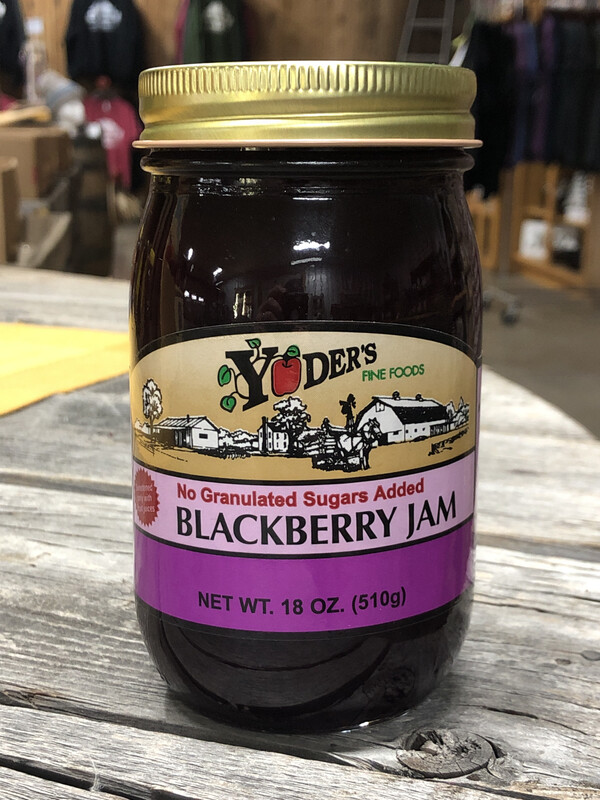 YODER'S
FINE FOODS
No Granulated Sugars Added
BLACKBERRY JAM
NET WT. 18 OZ. (510g)